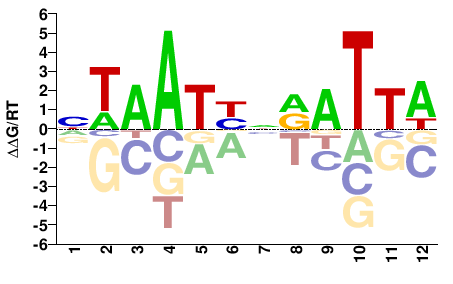 6
5
4
3
2
1
0
-1
-2
-3
-4
-5
-6
ΔΔG/RT
C T A A T T A A T T A
A C G T
G C C G A A T T A G G
G C C C
T G
1 2 3 4 5 6 7 8 9 10 11 12